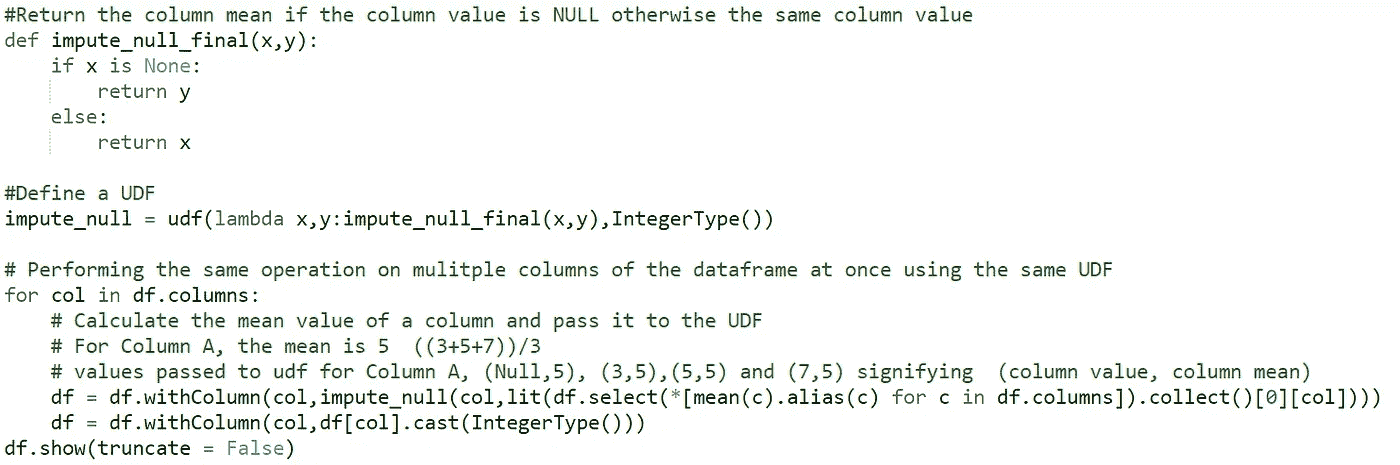 #Return the column mean if the column value is NULL otherwise the same column value
def impute_null_final(x,y):
    if x is None:
        return y
    else:
        return x

#Define a UDF
impute_null = udf(lambda x,y:impute_null_final(x,y),IntegerType())

# Performing the same operation on mulitple columns of the dataframe at once using the same UDF
for col in df.columns:
    # Calculate the mean value of a column and pass it to the UDF
    # For Column A, the mean is 5  ((3+5+7))/3
    # values passed to udf for Column A, (Null,5), (3,5),(5,5) and (7,5) signifying  (column value, column mean)
    df = df.withColumn(col,impute_null(col,lit(df.select(*[mean(c).alias(c) for c in df.columns]).collect()[0][col])))
    df = df.withColumn(col,df[col].cast(IntegerType()))
df.show(truncate = False)